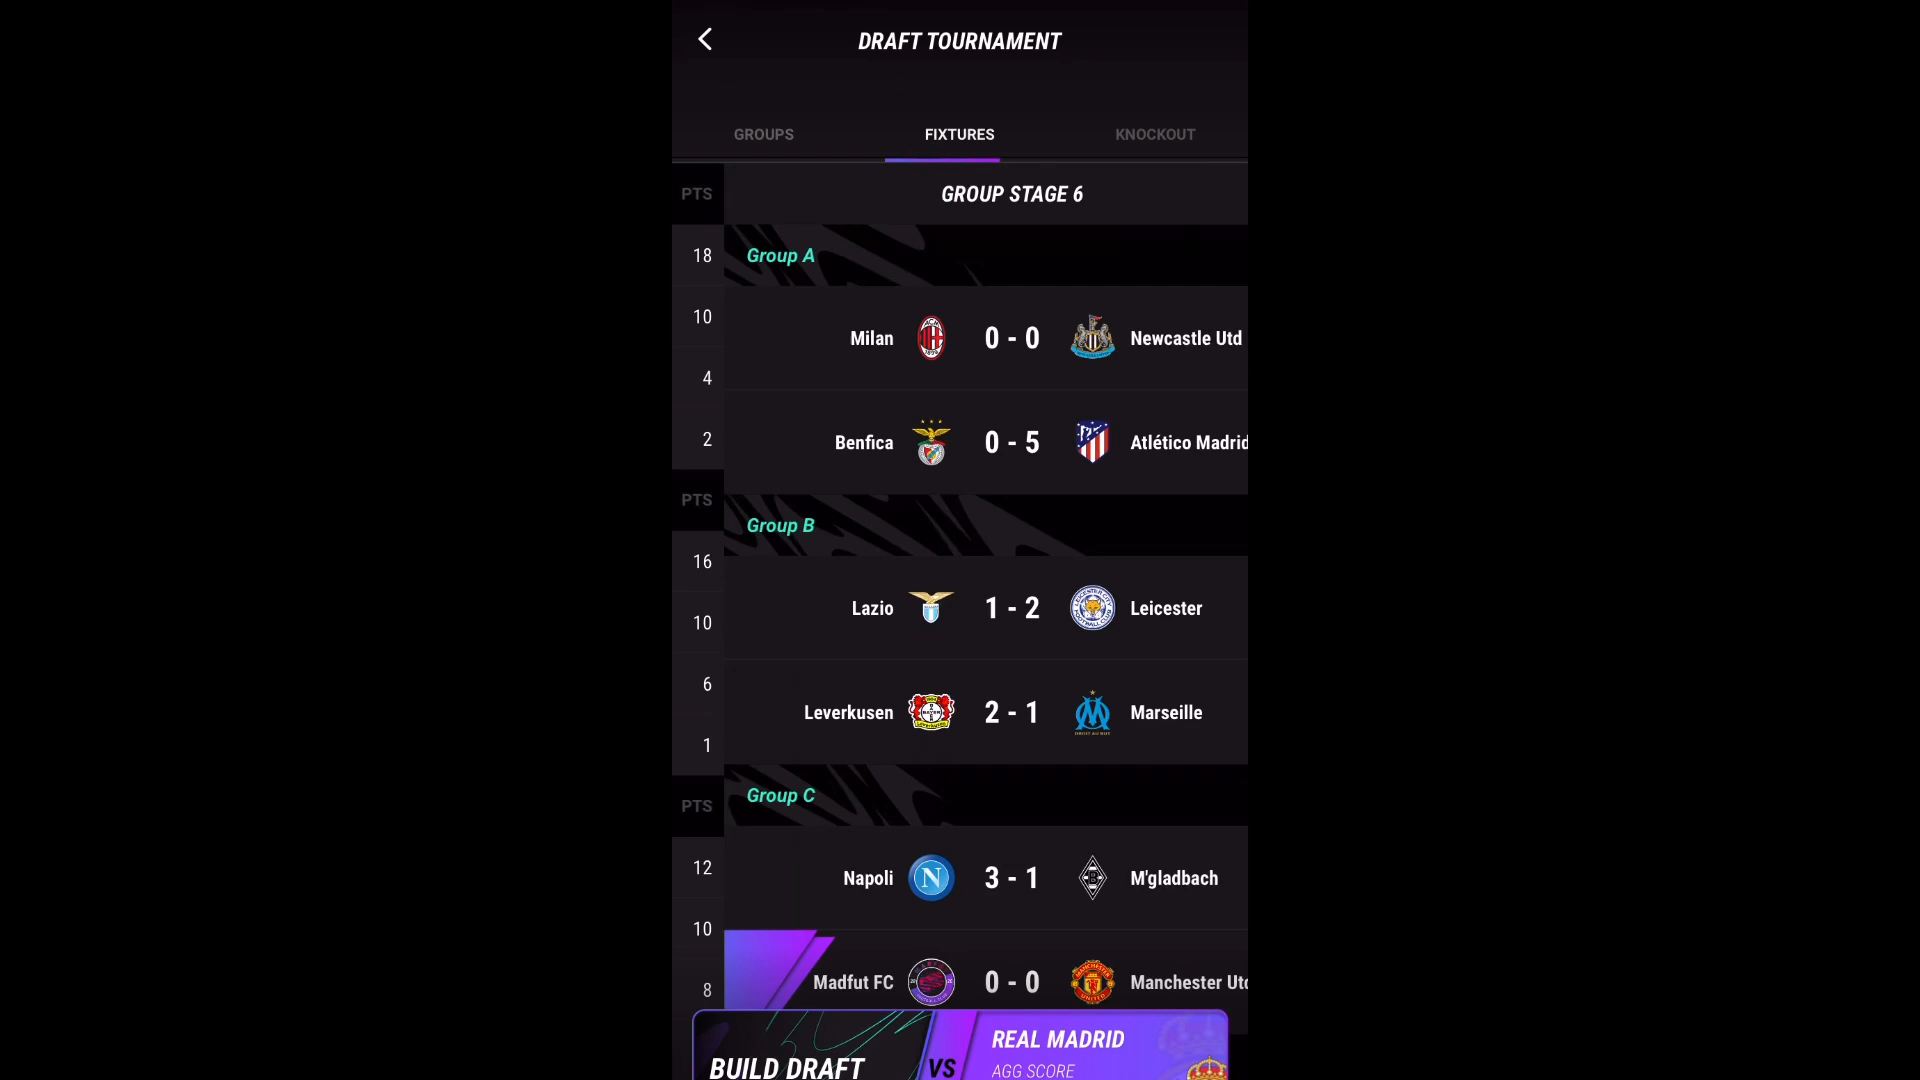 DRAFT TOURNAMENT
GROUPS FIXTURES KNOCKOUT
PTS
18
10
4
2
PTS
16
10
6
1
PTS
12
10
8
GROUP STAGE 6
Group A
Milan 0 - 0 Newcastle Utd
Benfica 0 - 5 Atlético Madrid
Group B
Lazio 1 - 2 Leicester
Leverkusen 2 - 1 Marseille
Group C
Napoli 3 - 1 M'gladbach
Madfut FC 0 - 0 Manchester Utd
BUILD DRAFT VS REAL MADRID
AGG SCORE